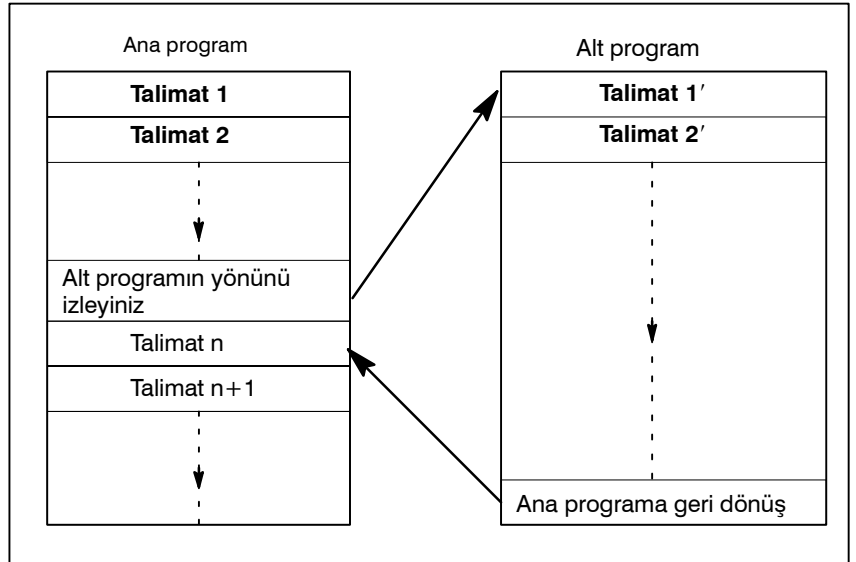 Ana program
Talimat 1
Talimat 2
Alt programın yönünü
izleyiniz
Talimat n
Talimat n+1
Alt program
Talimat 1′
Talimat 2′
Ana programa geri dönüş